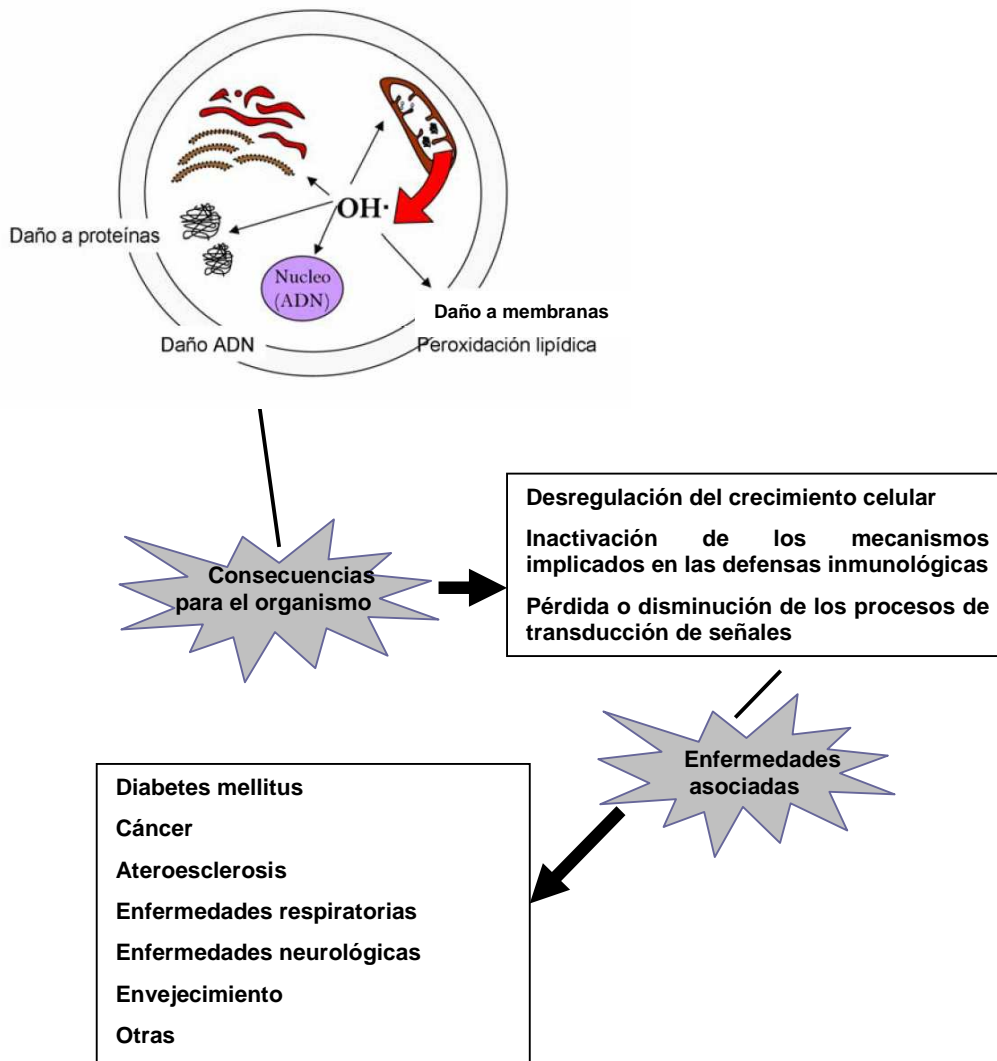 OH·
Daño a proteínas
Nucleo
(ADN)
Daño a membranas
Daño ADN
Peroxidación lipídica
Consecuencias
para el organismo
Desregulación del crecimiento celular
Inactivación de los mecanismos
implicados en las defensas inmunológicas
Pérdida o disminución de los procesos de
transducción de señales
Enfermedades
asociadas
Diabetes mellitus
Cáncer
Ateroesclerosis
Enfermedades respiratorias
Enfermedades neurológicas
Envejecimiento
Otras